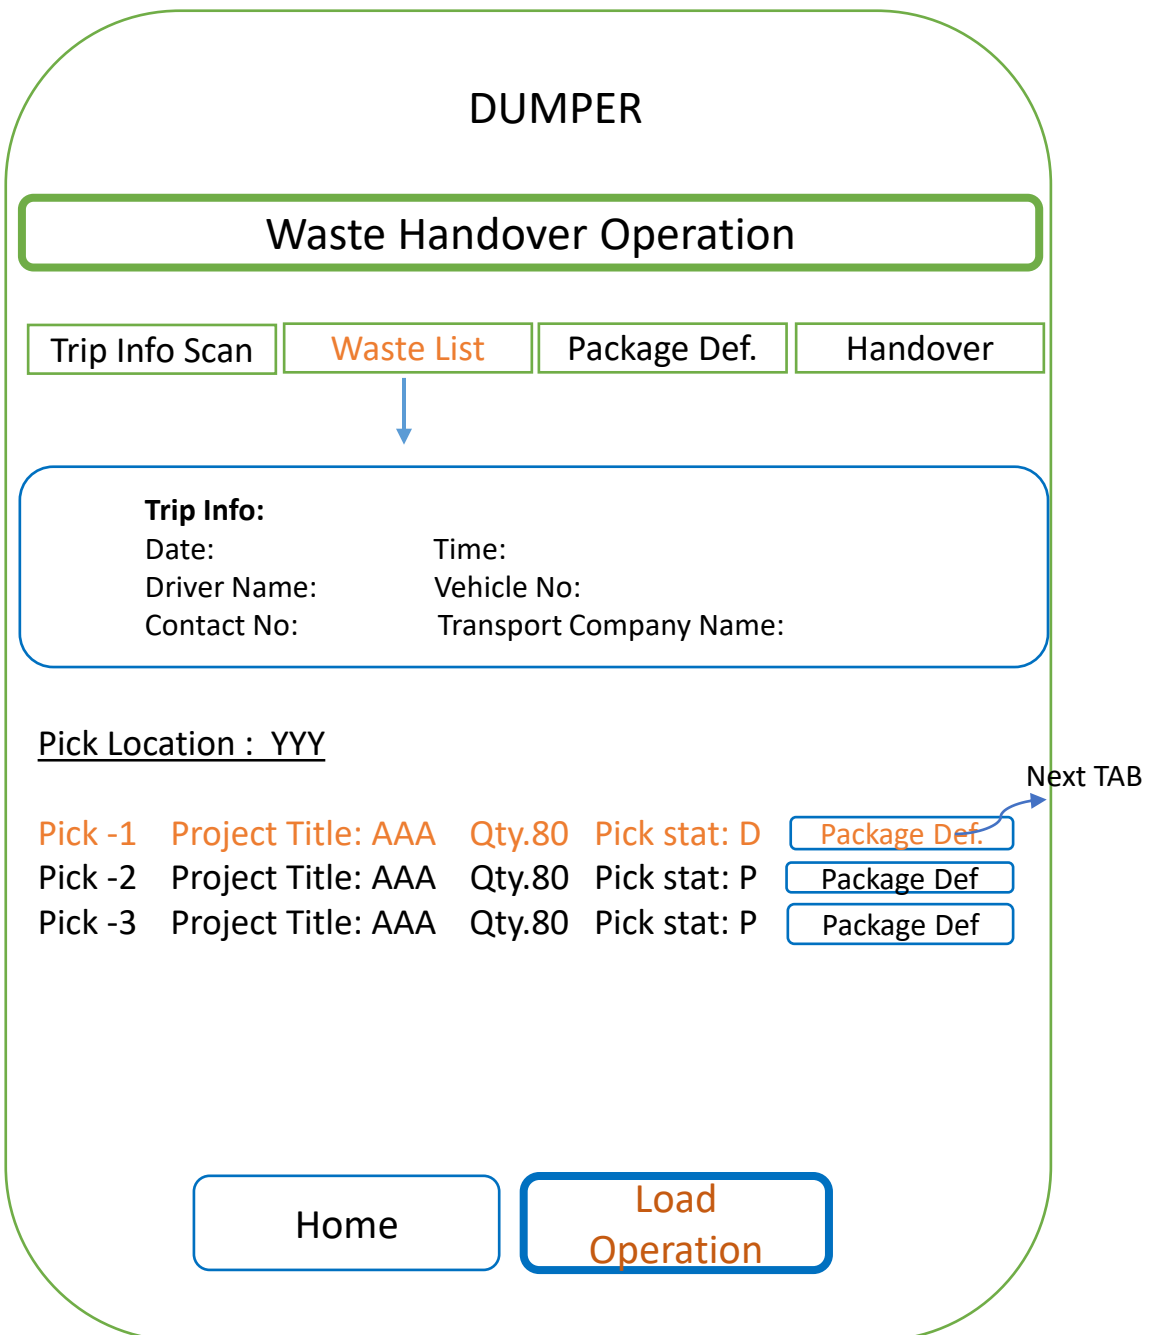 DUMPER
Waste Handover Operation
Trip Info Scan Waste List Package Def. Handover
Trip Info:
Date: Time:
Driver Name: Vehicle No:
Contact No: Transport Company Name:
Pick Location : YYY
Next TAB
Pick -1 Project Title: AAA Qty.80 Pick stat: D Package Def.
Pick -2 Project Title: AAA Qty.80 Pick stat: P Package Def
Pick -3 Project Title: AAA Qty.80 Pick stat: P Package Def
Home
Load
Operation